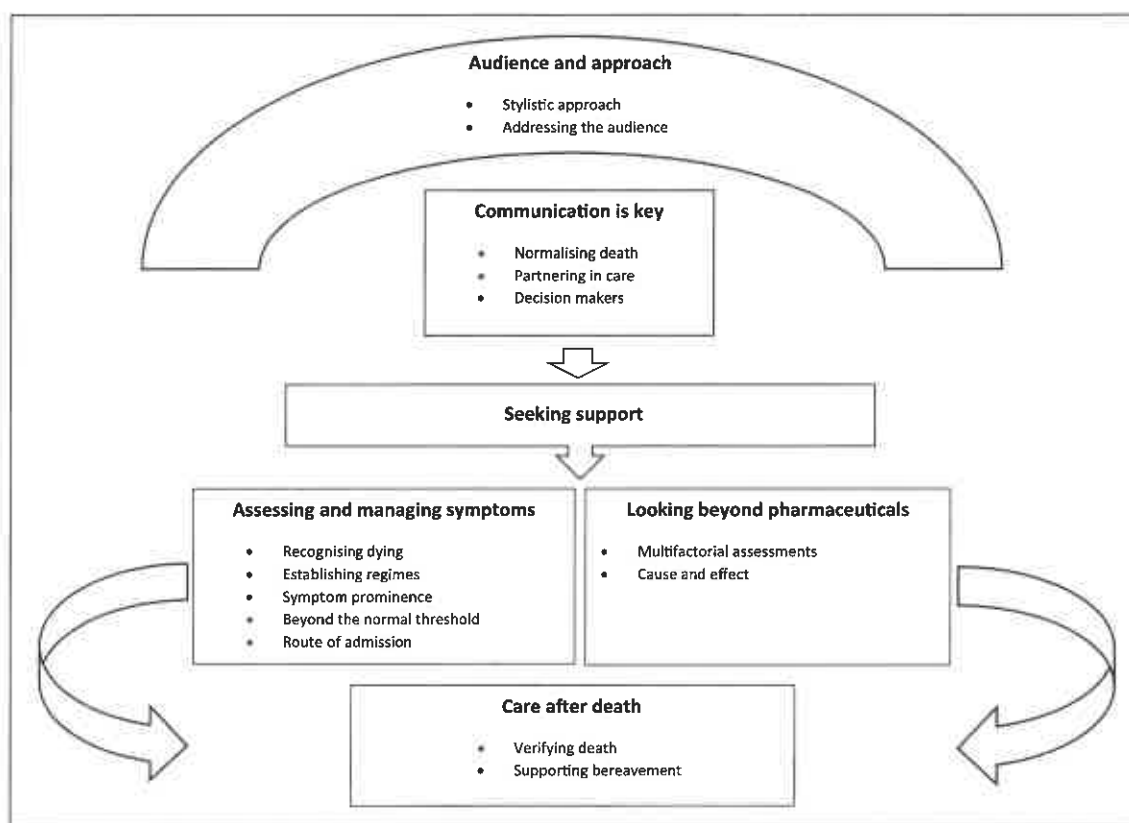 Audience and approach
• Stylistic approach
• Addressing the audience
Communication is key
• Normalising death
• Partnering in care
• Decision makers
Seeking support
Assessing and managing symptoms
• Recognising dying
• Establishing regimes
• Symptom prominence
• Beyond the normal threshold
• Route of admission
Looking beyond pharmaceuticals
• Multifactorial assessments
• Cause and effect
Care after death
• Verifying death
• Supporting bereavement